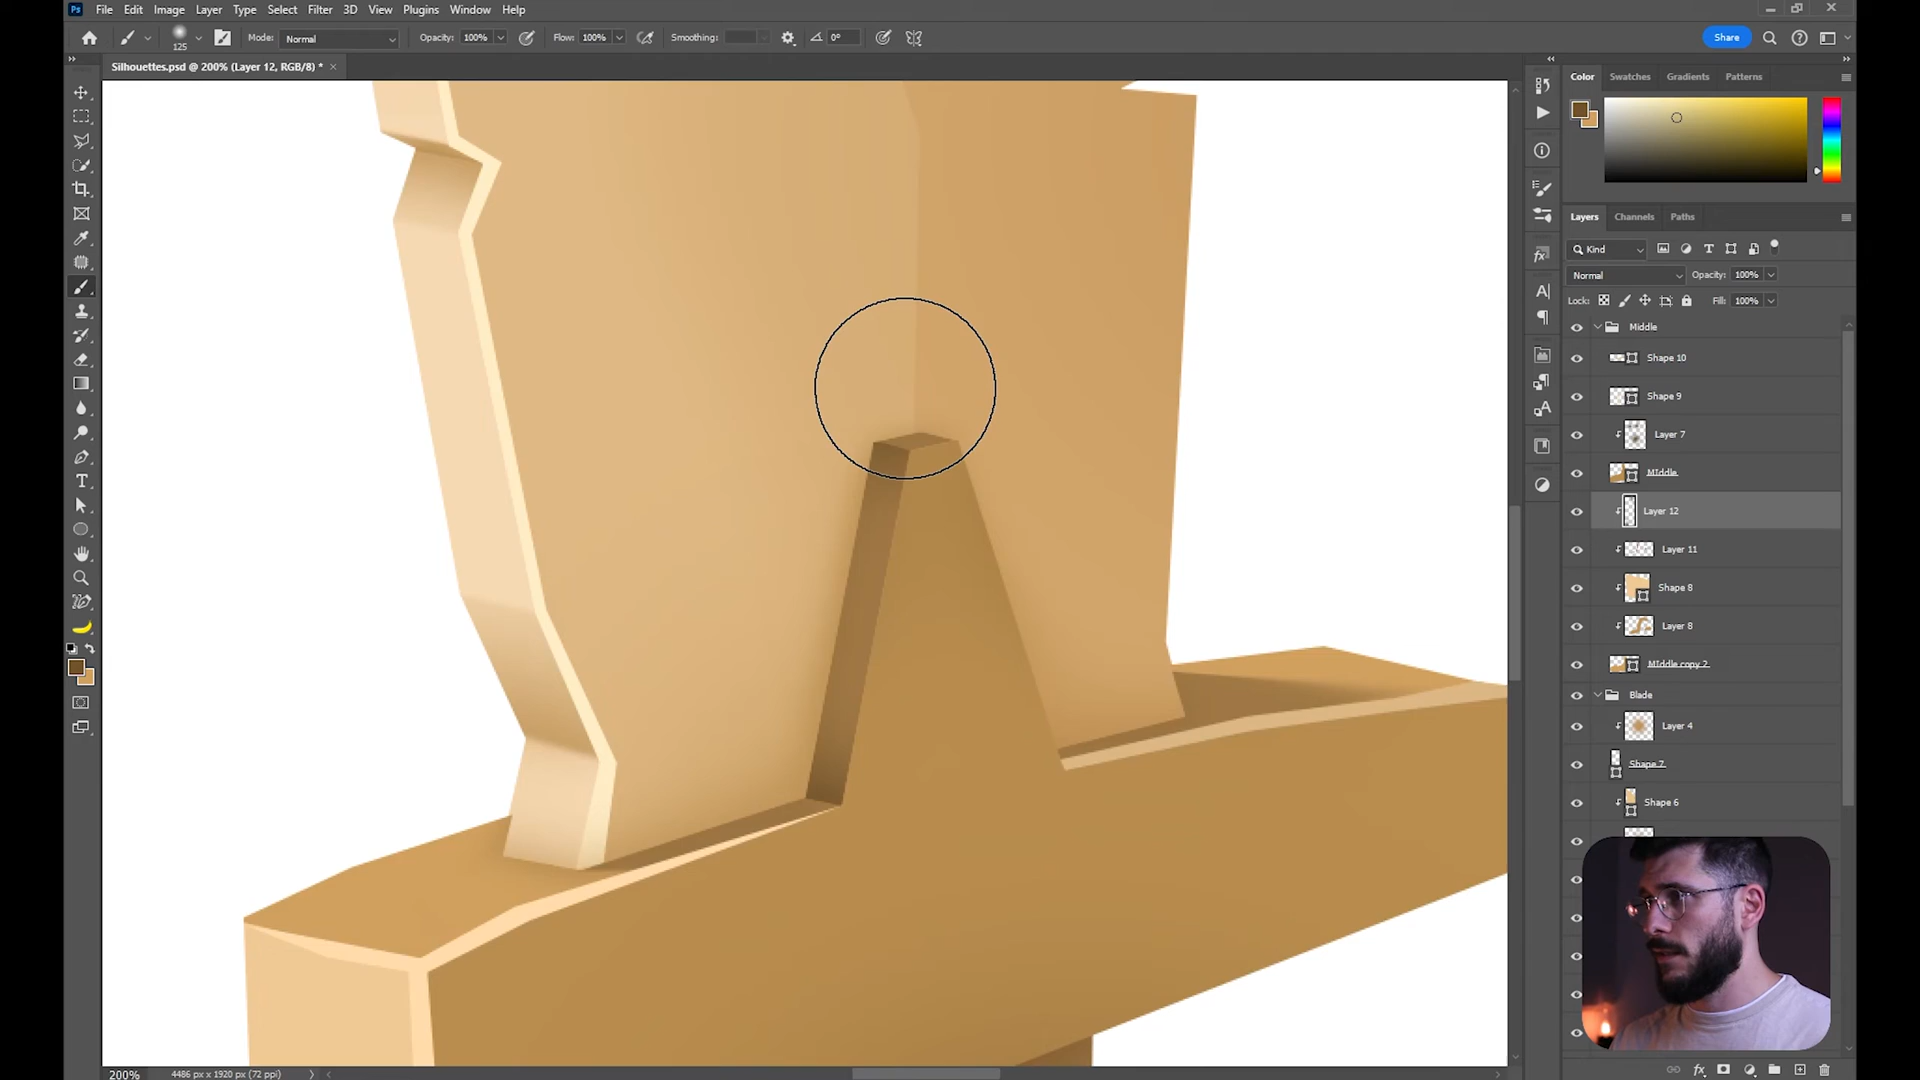 Ps File Edit Image Layer Type Select Filter 3D View Plugins Window Help
125 Mode: Normal Opacity: 100% Flow: 100% Smoothing: 0° Share
Silhouettes.psd @ 200% (Layer 12, RGB/8) *
Color Swatches Gradients Patterns
Layers Channels Paths
Kind
Normal Opacity: 100%
Lock: Fill: 100%
Middle
Shape 10
Shape 9
Layer 7
MIddle
Layer 12
Layer 11
Shape 8
Layer 8
MIddle copy 2
Blade
Layer 4
Shape 7
Shape 6
200% 4486 px x 1920 px (72 ppi)